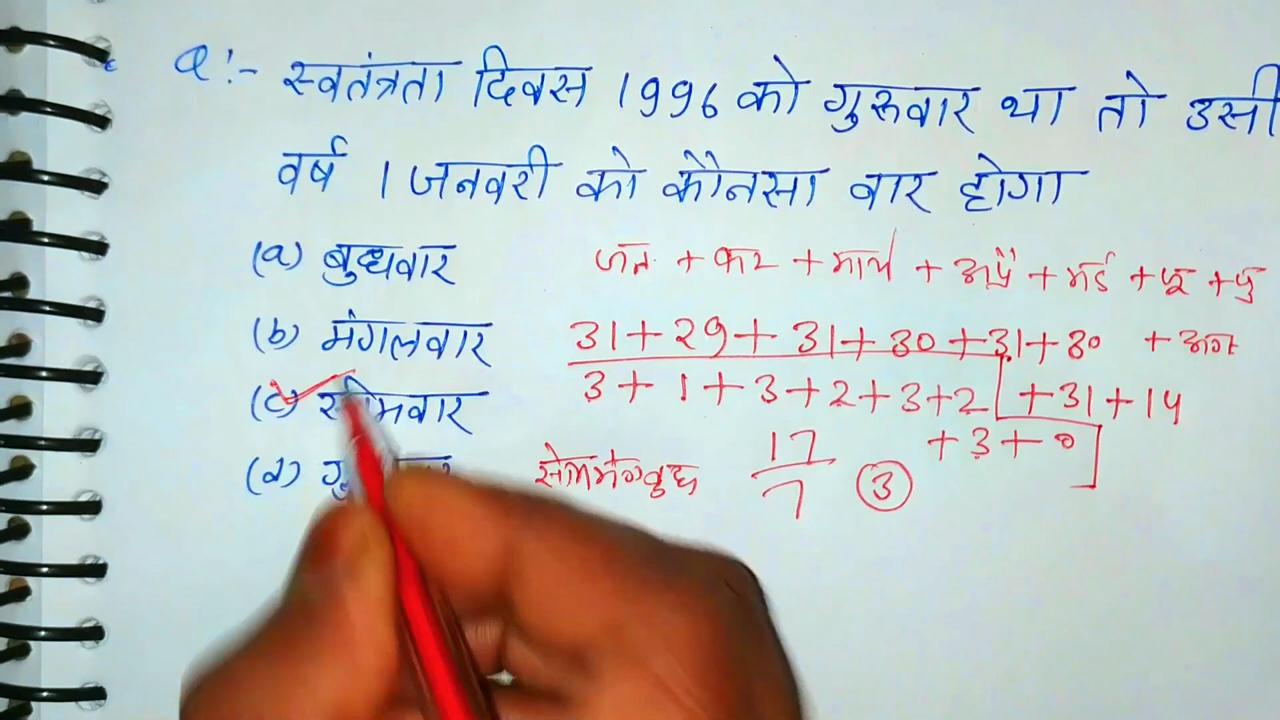 Q:- स्वतंत्रता दिवस 1996 को गुरूवार था तो उसी
वर्ष 1 जनवरी को कौनसा वार होगा
(a) बुधवार
(b) मंगलवार
(c) सोमवार
(d)
जन + फर + मार्च + अप्रै + मई + जू + जु
31 + 29 + 31 + 30 + 31 + 30 + अग
3 + 1 + 3 + 2 + 3 + 2 + 31 + 14
+ 3 + 0
सोम मंग बुध 17/7 3